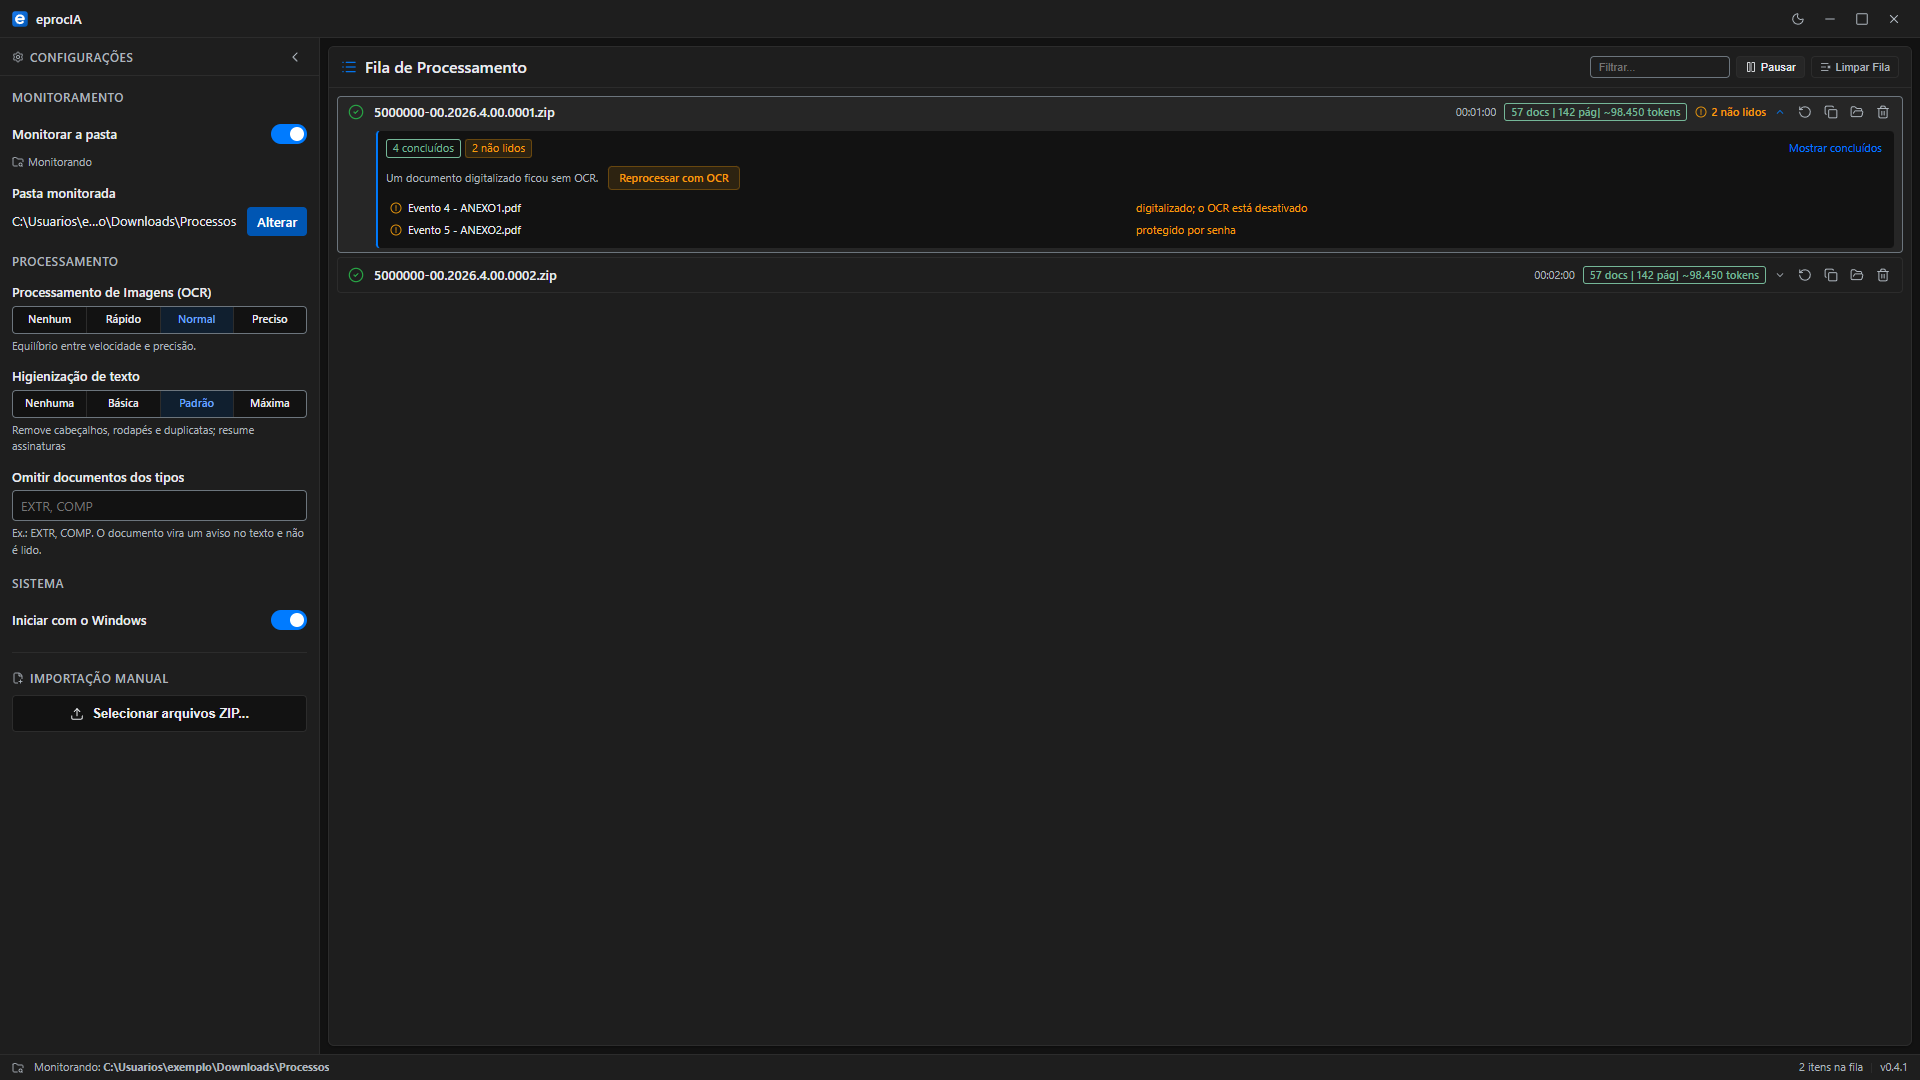 eprocIA
CONFIGURAÇÕES
MONITORAMENTO
Monitorar a pasta
Monitorando
Pasta monitorada
C:\Usuarios\e...o\Downloads\Processos
Alterar
PROCESSAMENTO
Processamento de Imagens (OCR)
Nenhum Rápido Normal Preciso
Equilíbrio entre velocidade e precisão.
Higienização de texto
Nenhuma Básica Padrão Máxima
Remove cabeçalhos, rodapés e duplicatas; resume
assinaturas
Omitir documentos dos tipos
EXTR, COMP
Ex.: EXTR, COMP. O documento vira um aviso no texto e não
é lido.
SISTEMA
Iniciar com o Windows
IMPORTAÇÃO MANUAL
Selecionar arquivos ZIP...
Fila de Processamento
Filtrar...
Pausar
Limpar Fila
5000000-00.2026.4.00.0001.zip
00:01:00 57 docs | 142 pág| ~98.450 tokens 2 não lidos
4 concluídos 2 não lidos
Mostrar concluídos
Um documento digitalizado ficou sem OCR. Reprocessar com OCR
Evento 4 - ANEXO1.pdf digitalizado; o OCR está desativado
Evento 5 - ANEXO2.pdf protegido por senha
5000000-00.2026.4.00.0002.zip
00:02:00 57 docs | 142 pág| ~98.450 tokens
Monitorando: C:\Usuarios\exemplo\Downloads\Processos
2 itens na fila v0.4.1